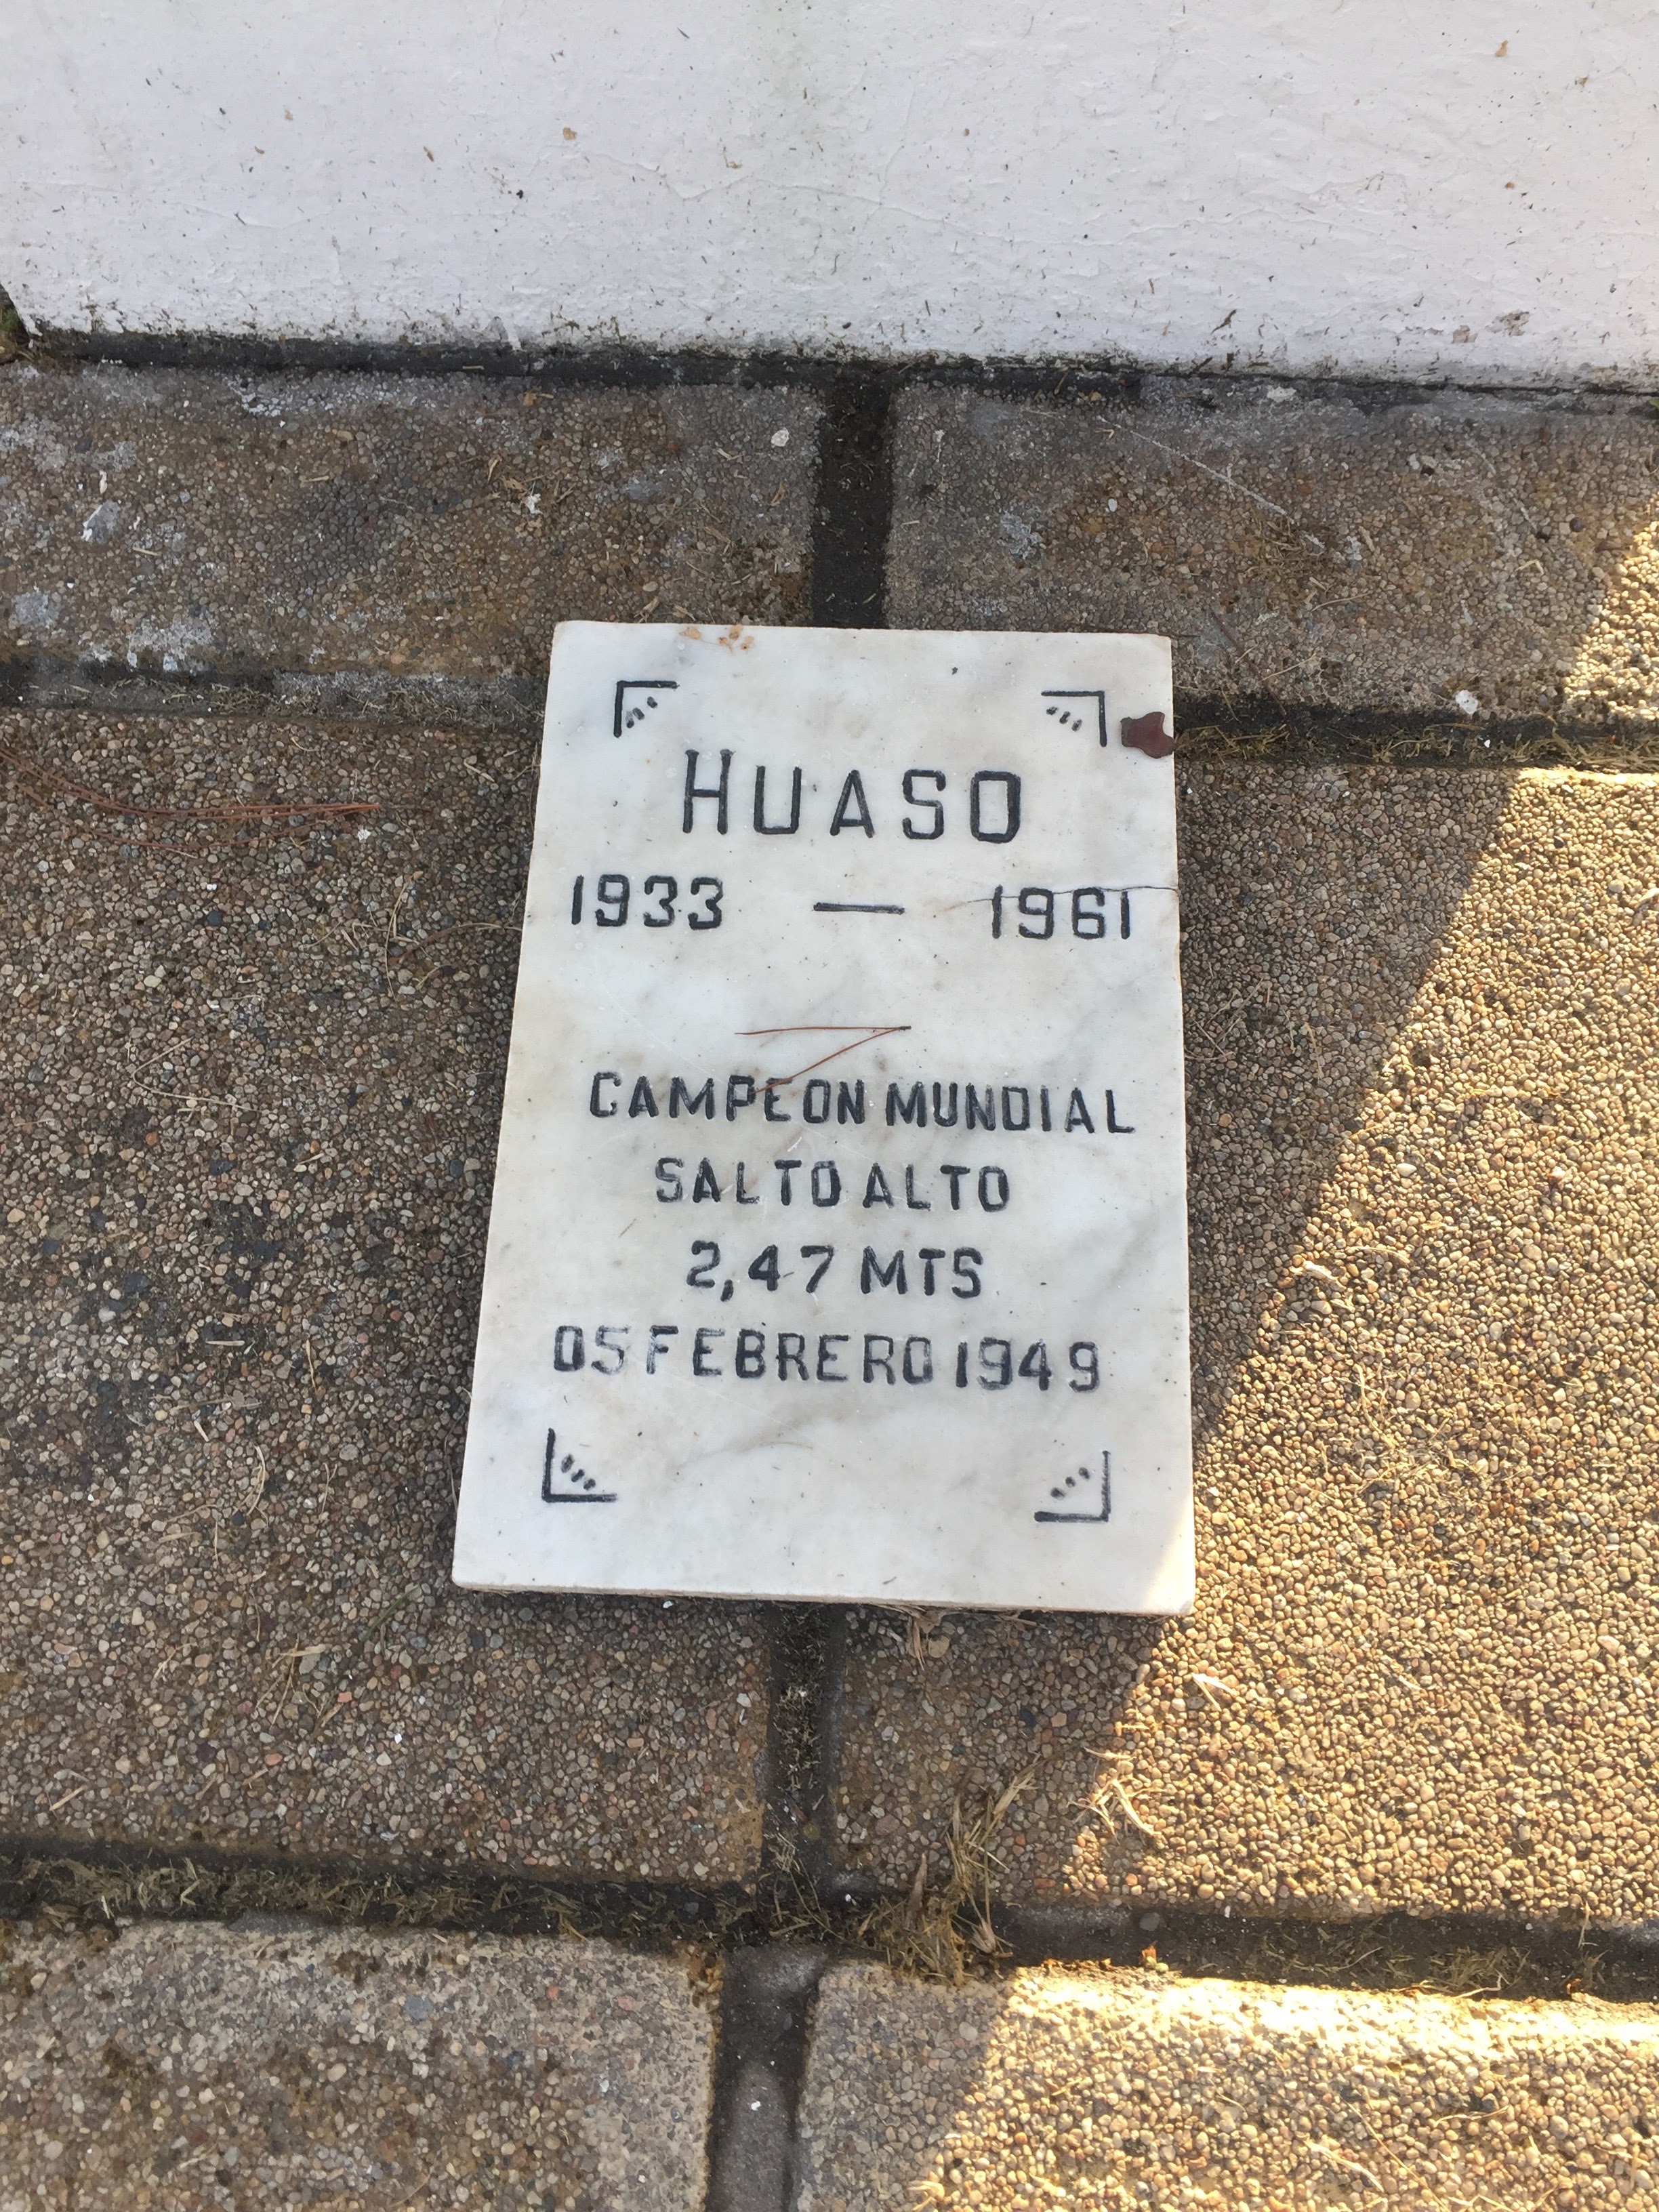 HUASO
1933 — 1961
CAMPEON MUNDIAL
SALTO ALTO
2,47 MTS
05 FEBRERO 1949